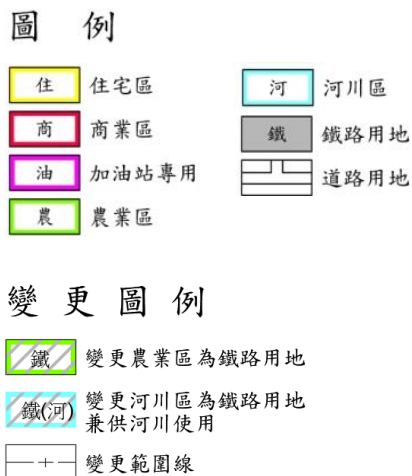 圖 例
住 住宅區
商 商業區
油 加油站專用
農 農業區
河 河川區
鐵 鐵路用地
道路用地
變更圖例
鐵 變更農業區為鐵路用地
鐵(河) 變更河川區為鐵路用地
兼供河川使用
變更範圍線